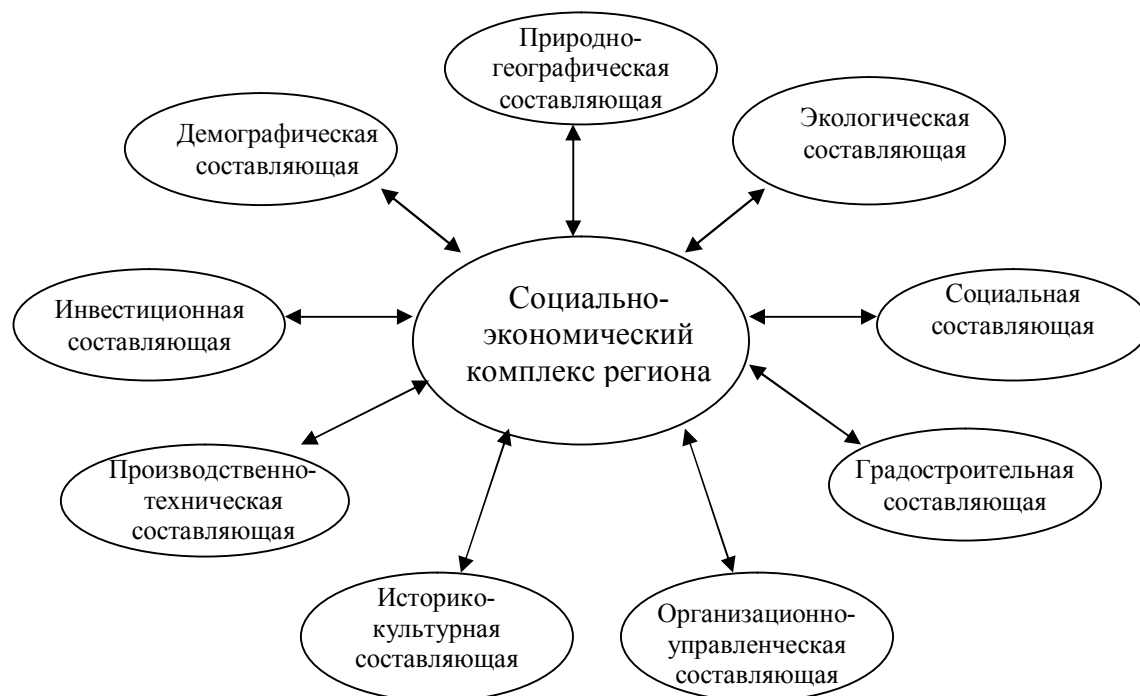 Природно-
географическая
составляющая
Демографическая
составляющая
Экологическая
составляющая
Инвестиционная
составляющая
Социально-
экономический
комплекс региона
Социальная
составляющая
Производственно-
техническая
составляющая
Градостроительная
составляющая
Историко-
культурная
составляющая
Организационно-
управленческая
составляющая